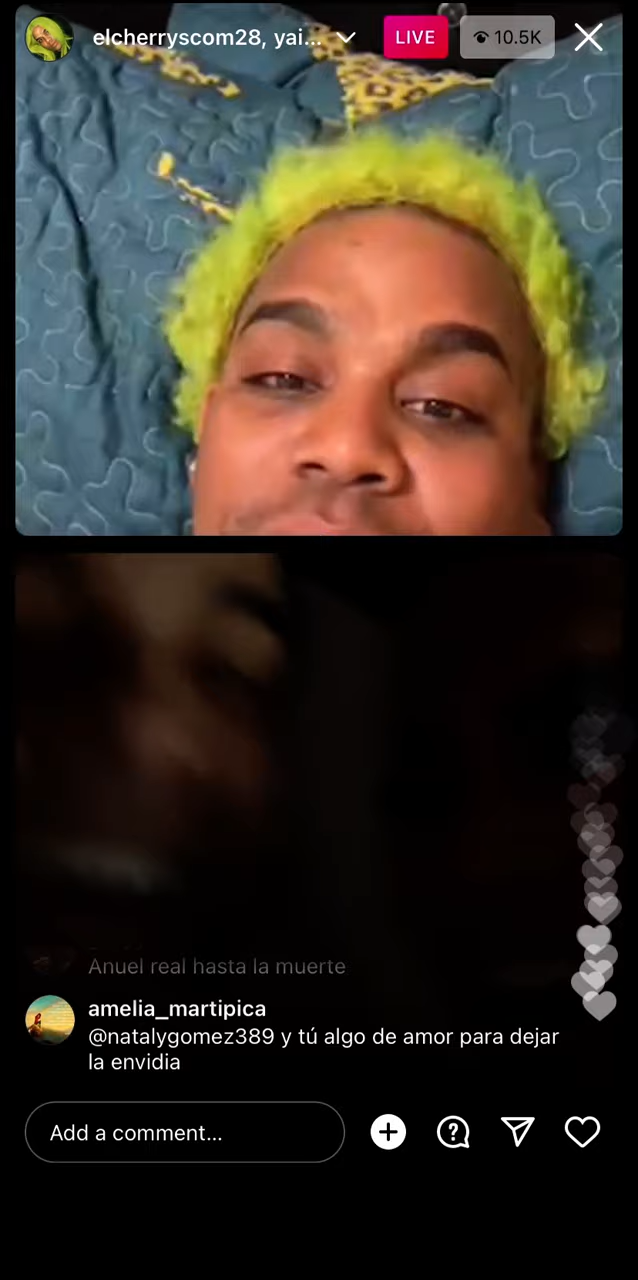 elcherryscom28, yai...
LIVE
10.5K
Anuel real hasta la muerte
amelia_martipica
@natalygomez389 y tú algo de amor para dejar
la envidia
Add a comment...